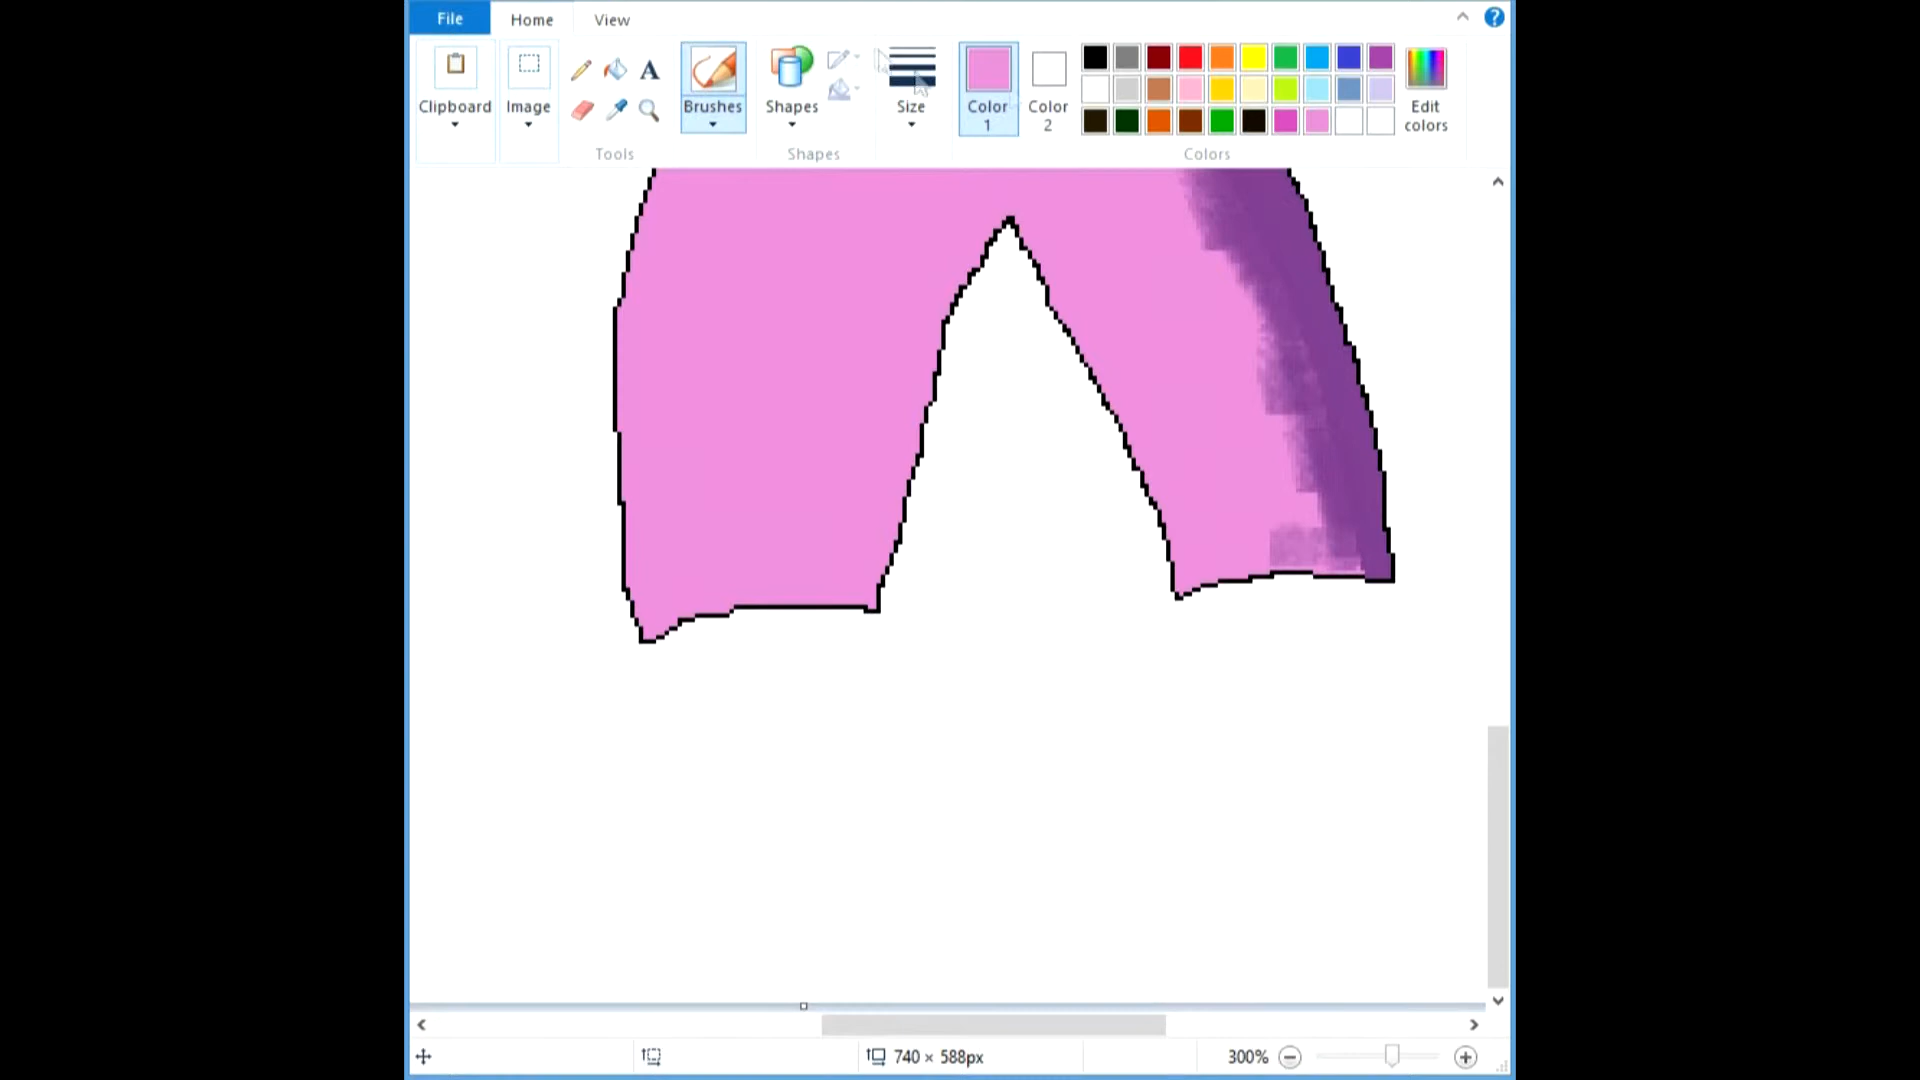 File Home View
Clipboard Image A Brushes Shapes Size Color 1 Color 2 Edit colors
Tools Shapes Colors
740 × 588px 300%